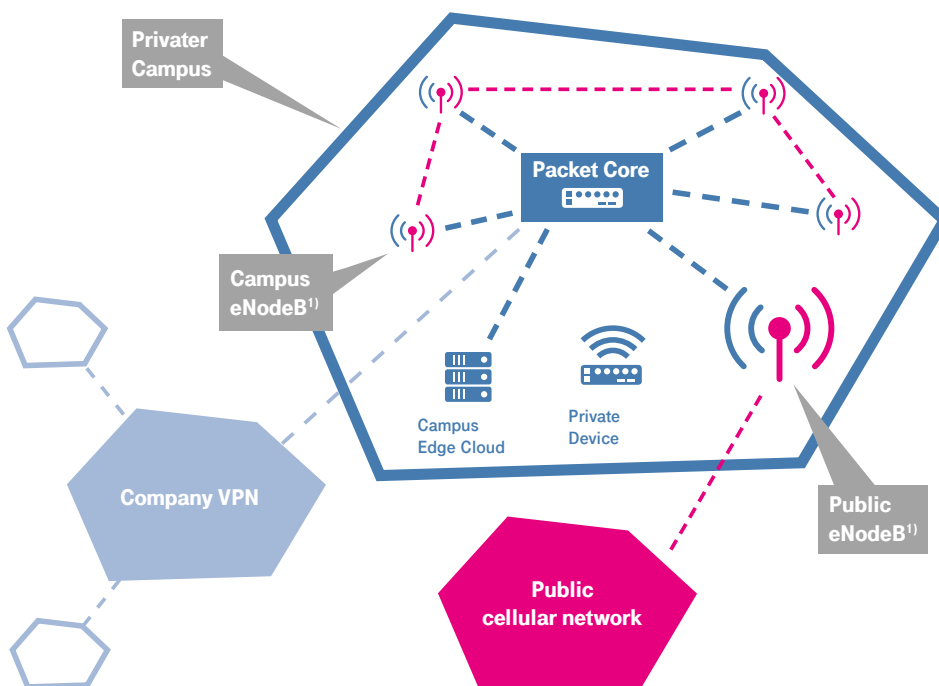 Privater
Campus
Packet Core
Campus
eNodeB¹⁾
Campus
Edge Cloud
Private
Device
Company VPN
Public
eNodeB¹⁾
Public
cellular network